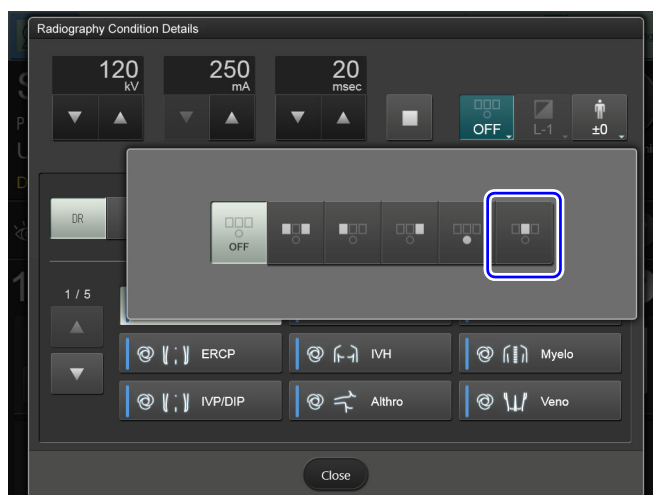 Radiography Condition Details
120 250 20
kV mA msec
OFF L-1 ±0
DR
OFF
1 / 5
ERCP IVH Myelo
IVP/DIP Althro Veno
Close